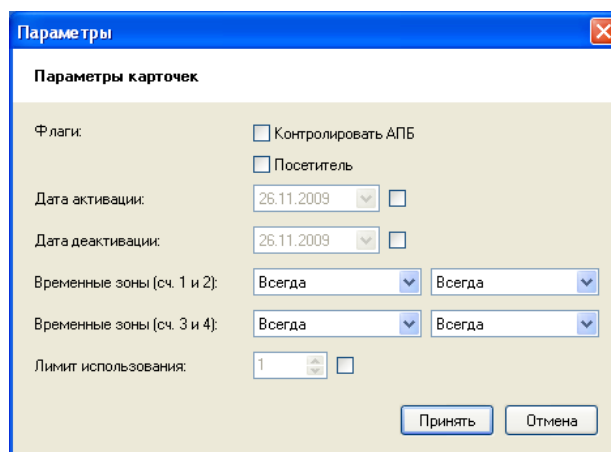 Параметры
Параметры карточек
Флаги: Контролировать АПБ
Посетитель
Дата активации: 26.11.2009
Дата деактивации: 26.11.2009
Временные зоны (сч. 1 и 2): Всегда Всегда
Временные зоны (сч. 3 и 4): Всегда Всегда
Лимит использования: 1
Принять Отмена